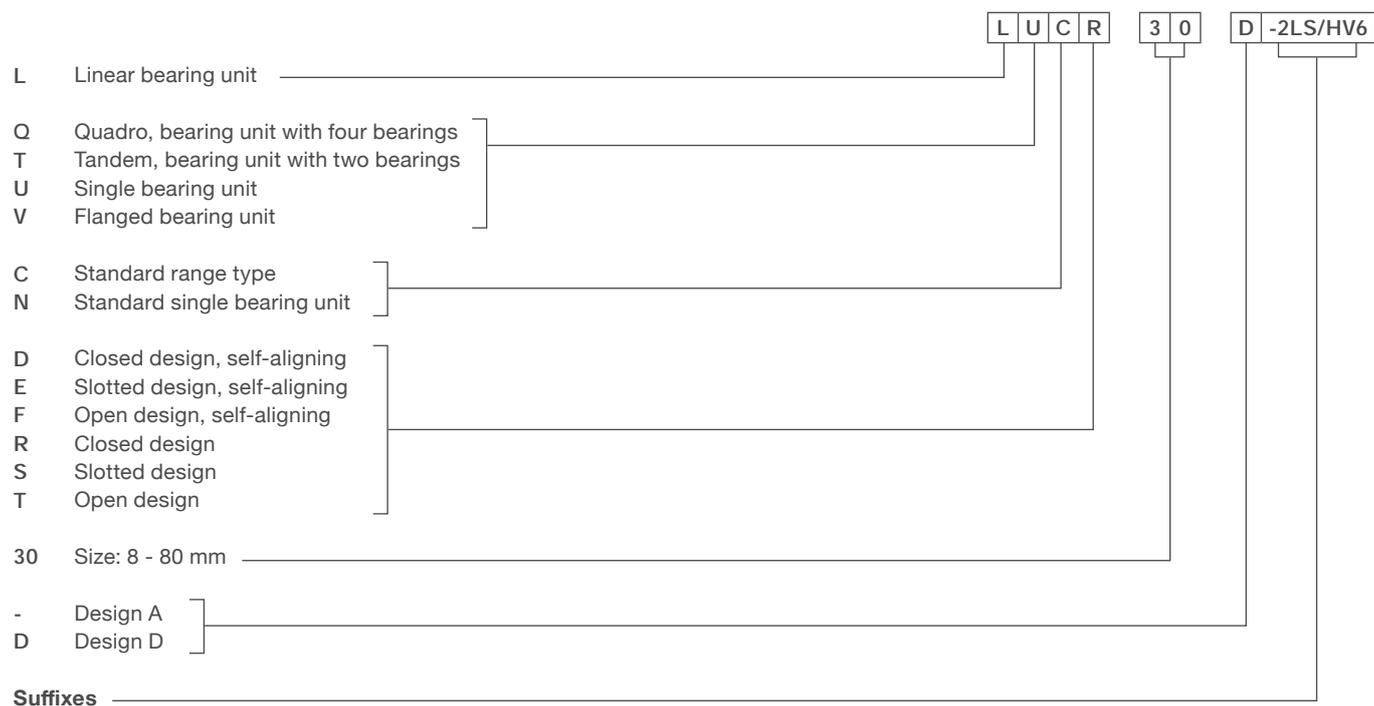 L U C R 3 0 D -2LS/HV6
L Linear bearing unit
Q Quadro, bearing unit with four bearings
T Tandem, bearing unit with two bearings
U Single bearing unit
V Flanged bearing unit
C Standard range type
N Standard single bearing unit
D Closed design, self-aligning
E Slotted design, self-aligning
F Open design, self-aligning
R Closed design
S Slotted design
T Open design
30 Size: 8 - 80 mm
- Design A
D Design D
Suffixes